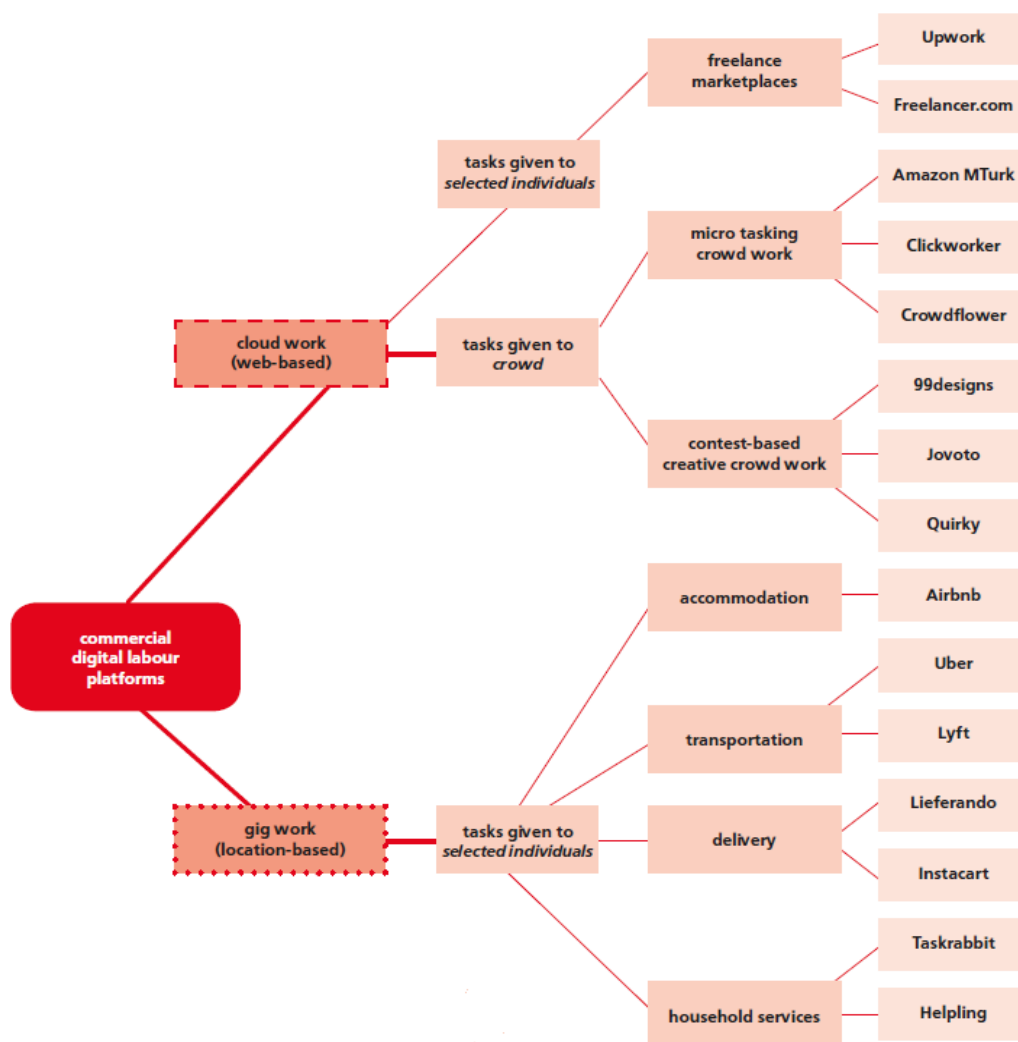 Upwork
freelance
marketplaces
Freelancer.com
tasks given to
selected individuals
Amazon MTurk
micro tasking
crowd work
Clickworker
Crowdflower
cloud work
(web-based)
tasks given to
crowd
99designs
contest-based
creative crowd work
Jovoto
Quirky
accommodation
Airbnb
commercial
digital labour
platforms
Uber
transportation
Lyft
Lieferando
gig work
(location-based)
tasks given to
selected individuals
delivery
Instacart
Taskrabbit
household services
Helpling